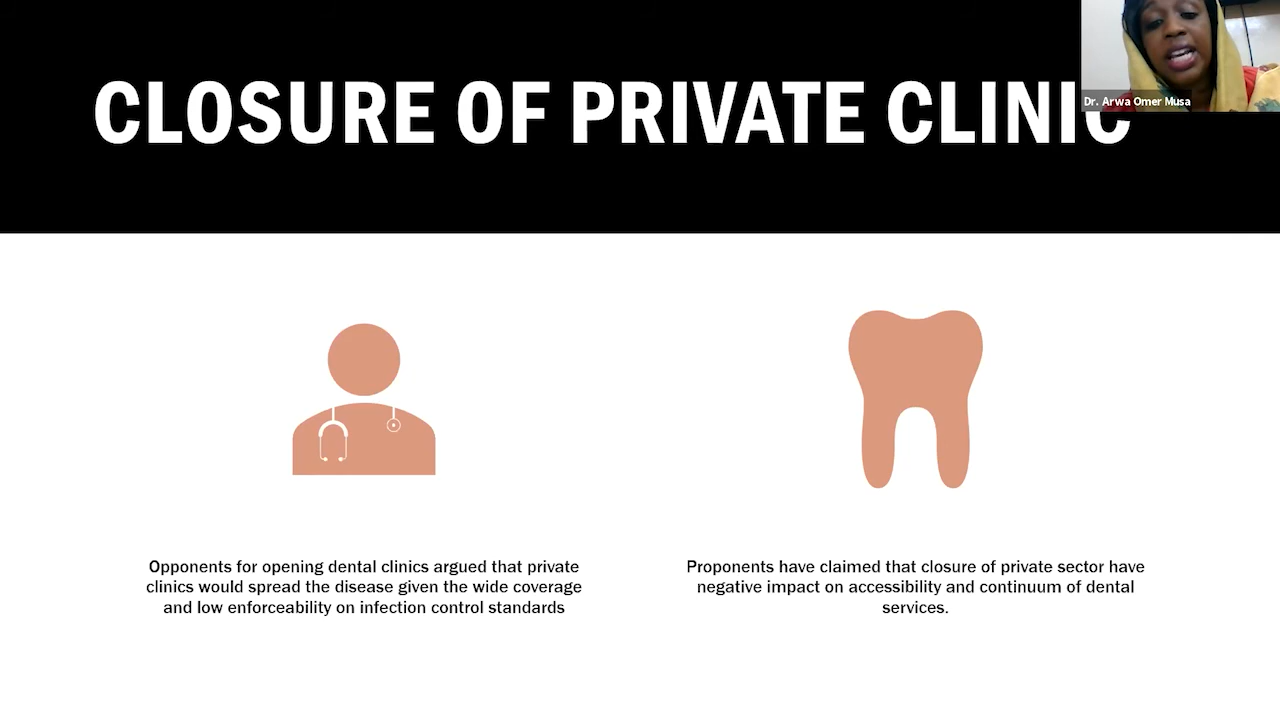 CLOSURE OF PRIVATE CLINIC
Dr. Arwa Omer Musa
Opponents for opening dental clinics argued that private
clinics would spread the disease given the wide coverage
and low enforceability on infection control standards
Proponents have claimed that closure of private sector have
negative impact on accessibility and continuum of dental
services.